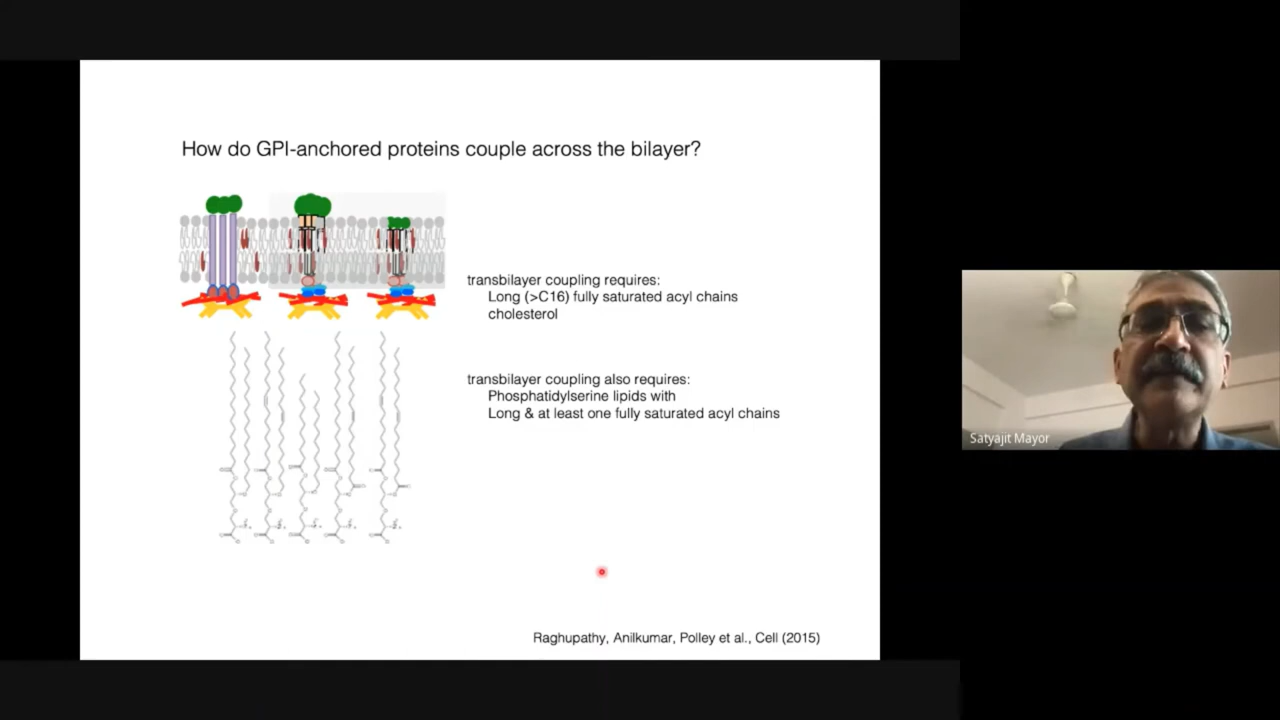 How do GPI-anchored proteins couple across the bilayer?
transbilayer coupling requires:
Long (>C16) fully saturated acyl chains
cholesterol
transbilayer coupling also requires:
Phosphatidylserine lipids with
Long & at least one fully saturated acyl chains
Satyajit Mayor
Raghupathy, Anilkumar, Polley et al., Cell (2015)